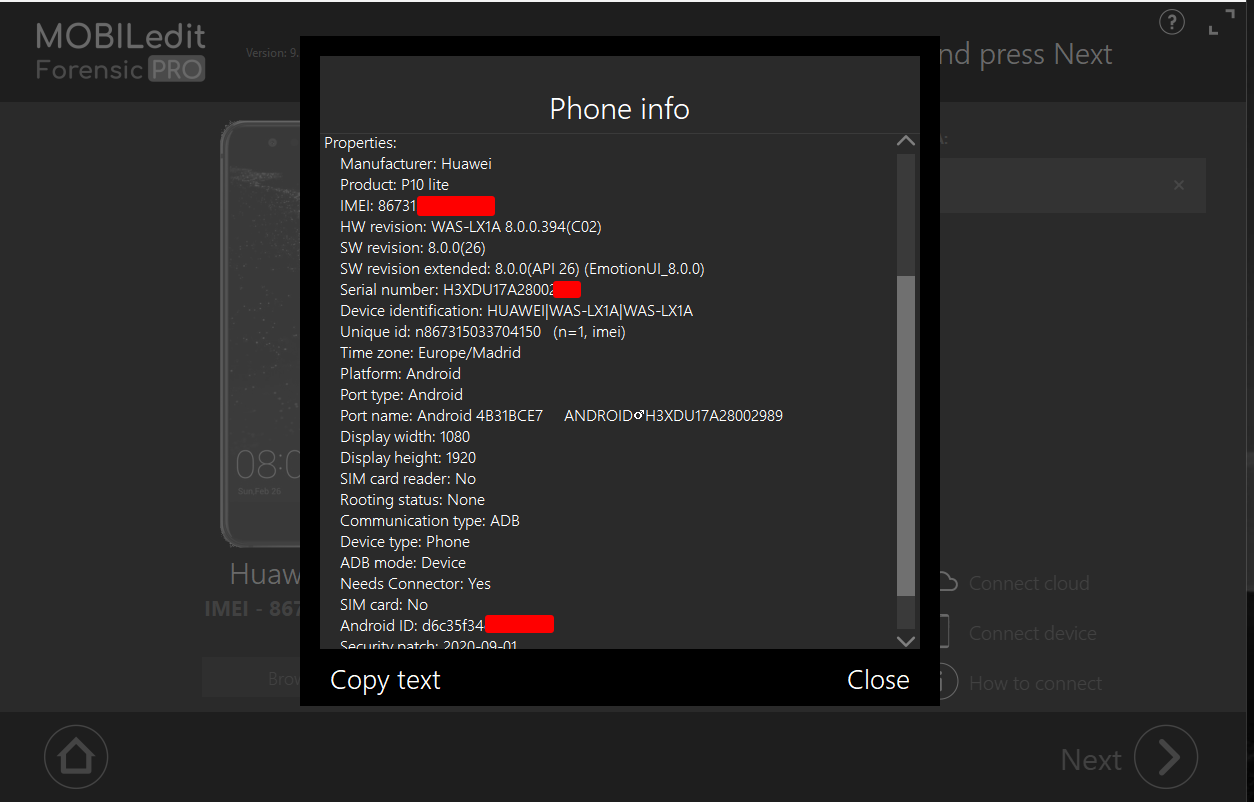 MOBILedit
Forensic PRO
Version: 9.
nd press Next
?
Phone info
Properties:
Manufacturer: Huawei
Product: P10 lite
IMEI: 86731
HW revision: WAS-LX1A 8.0.0.394(C02)
SW revision: 8.0.0(26)
SW revision extended: 8.0.0(API 26) (EmotionUI_8.0.0)
Serial number: H3XDU17A28002
Device identification: HUAWEI|WAS-LX1A|WAS-LX1A
Unique id: n867315033704150 (n=1, imei)
Time zone: Europe/Madrid
Platform: Android
Port type: Android
Port name: Android 4B31BCE7 ANDROID♂H3XDU17A28002989
Display width: 1080
Display height: 1920
SIM card reader: No
Rooting status: None
Communication type: ADB
Device type: Phone
ADB mode: Device
Needs Connector: Yes
SIM card: No
Android ID: d6c35f34
Security patch: 2020-09-01
Copy text
Close
08:0
Sun, Feb 26
Huaw
IMEI - 867
Brow
Connect cloud
Connect device
How to connect
Next